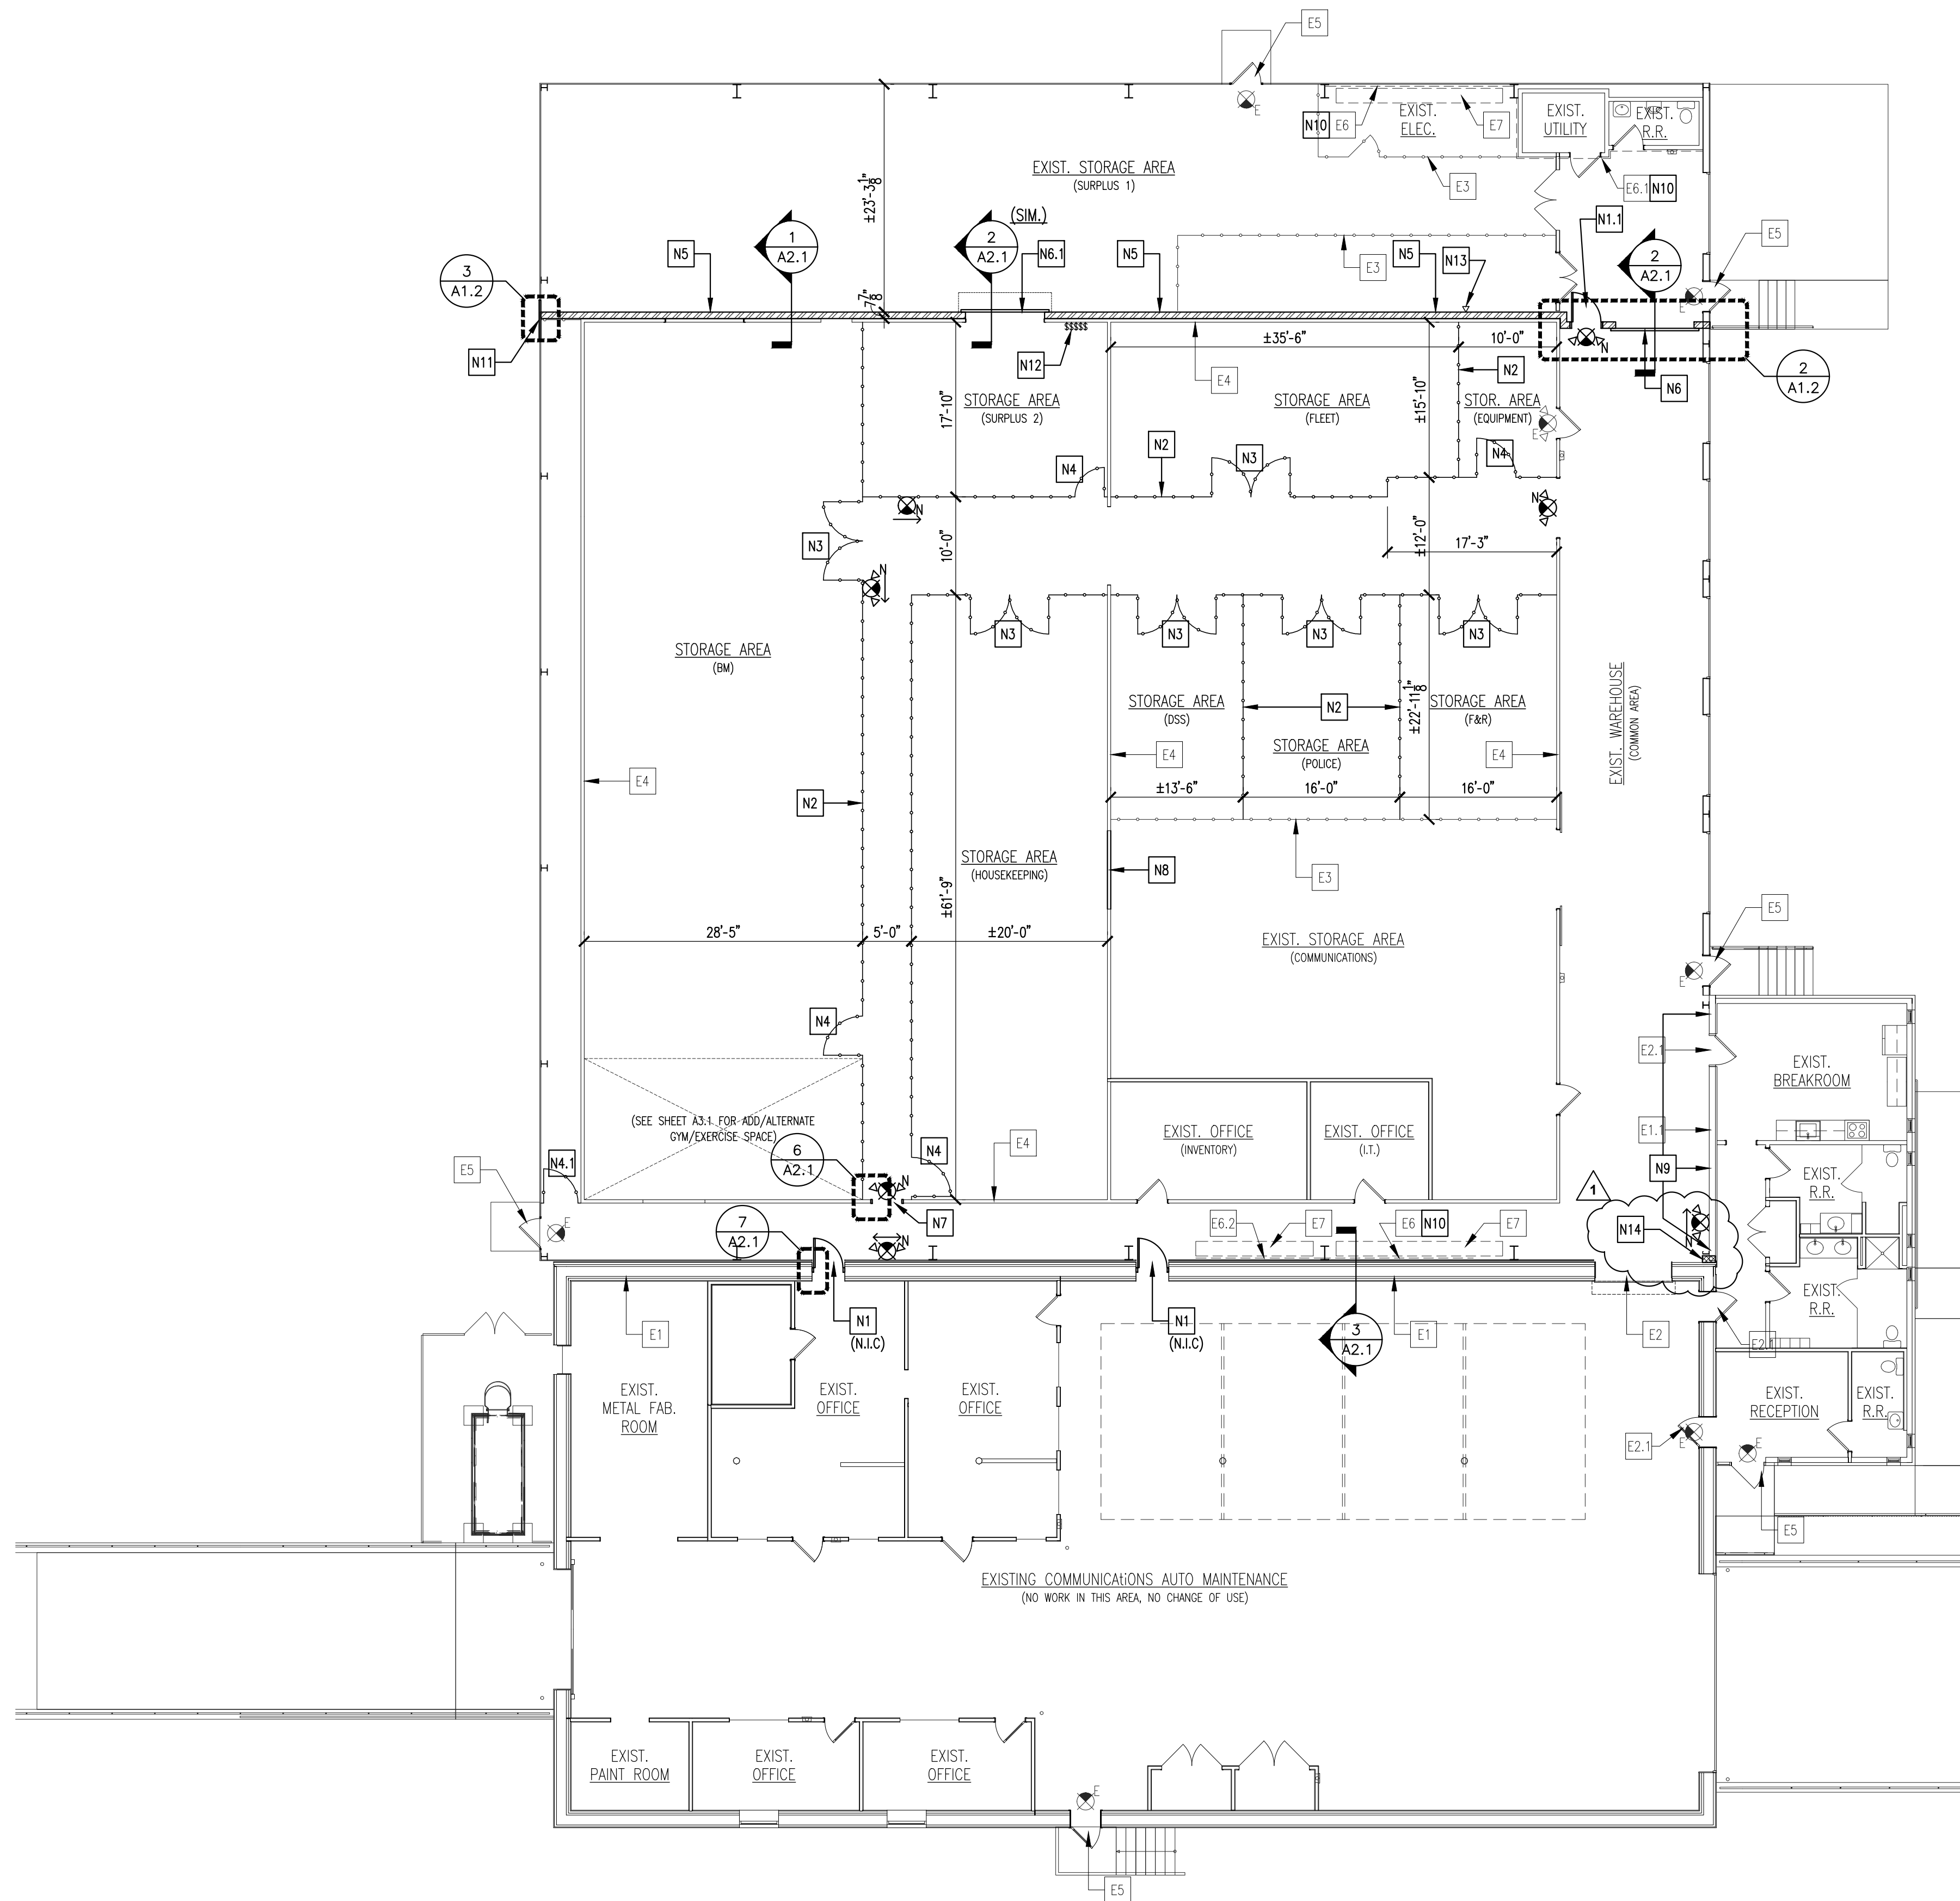 E5
EXIST.
ELEC.
N10
E6
E7
EXIST.
UTILITY
EXIST.
R.R.
E
E3
E6.1
N10
EXIST. STORAGE AREA
(SURPLUS 1)
±23'-3 1/8"
(SIM.)
N1.1
E5
1
A2.1
2
A2.1
N5
N6.1
N5
E3
N5
N13
2
A2.1
3
A1.2
7 7/8"
E
N11
$$$$$
N12
±35'-6"
10'-0"
N
N2
N6
2
A1.2
E4
17'-10"
STORAGE AREA
(SURPLUS 2)
STORAGE AREA
(FLEET)
±15'-10"
STOR. AREA
(EQUIPMENT)
E
N2
N4
N3
N4
N
N
N3
10'-0"
±12'-0"
17'-3"
N
N3
N3
N3
N3
STORAGE AREA
(BM)
EXIST. WAREHOUSE
(COMMON AREA)
STORAGE AREA
(DSS)
N2
±22'-11 1/8"
STORAGE AREA
(F&R)
STORAGE AREA
(POLICE)
E4
E4
E4
±13'-6"
16'-0"
16'-0"
N2
STORAGE AREA
(HOUSEKEEPING)
N8
E3
±61'-9"
28'-5"
5'-0"
±20'-0"
EXIST. STORAGE AREA
(COMMUNICATIONS)
E5
E
N4
E2.1
EXIST.
BREAKROOM
(SEE SHEET A3.1 FOR ADD/ALTERNATE
GYM/EXERCISE SPACE)
EXIST. OFFICE
(INVENTORY)
EXIST. OFFICE
(I.T.)
E1.1
6
A2.1
N4
E4
N9
E5
N4.1
N
EXIST.
R.R.
1
N7
E
7
A2.1
N
E6.2
E7
E6
N10
E7
N14
N
EXIST.
R.R.
E1
N1
(N.I.C)
N1
(N.I.C)
3
A2.1
E1
E2
E2.1
EXIST.
METAL FAB.
ROOM
EXIST.
OFFICE
EXIST.
OFFICE
EXIST.
RECEPTION
EXIST.
R.R.
E2.1
E
E
E5
EXISTING COMMUNICATiONS AUTO MAINTENANCE
(NO WORK IN THIS AREA, NO CHANGE OF USE)
EXIST.
PAINT ROOM
EXIST.
OFFICE
EXIST.
OFFICE
E
E5